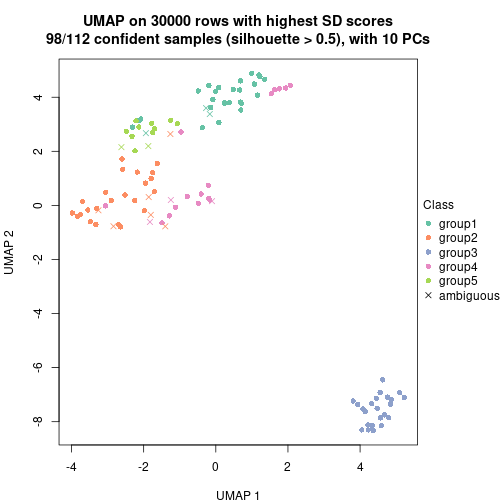 UMAP on 30000 rows with highest SD scores
98/112 confident samples (silhouette > 0.5), with 10 PCs
UMAP 2
4
2
0
-2
-4
-6
-8
-4
-2
0
2
4
UMAP 1
Class
group1
group2
group3
group4
group5
ambiguous